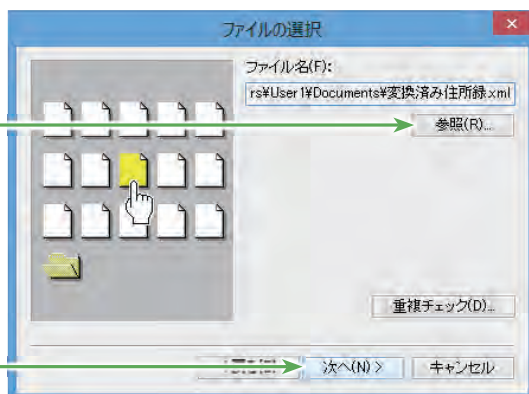 ファイルの選択
ファイル名(F):
rs¥User1¥Documents¥変換済み住所録.xml
参照(R)...
重複チェック(D)...
次へ(N) >
キャンセル